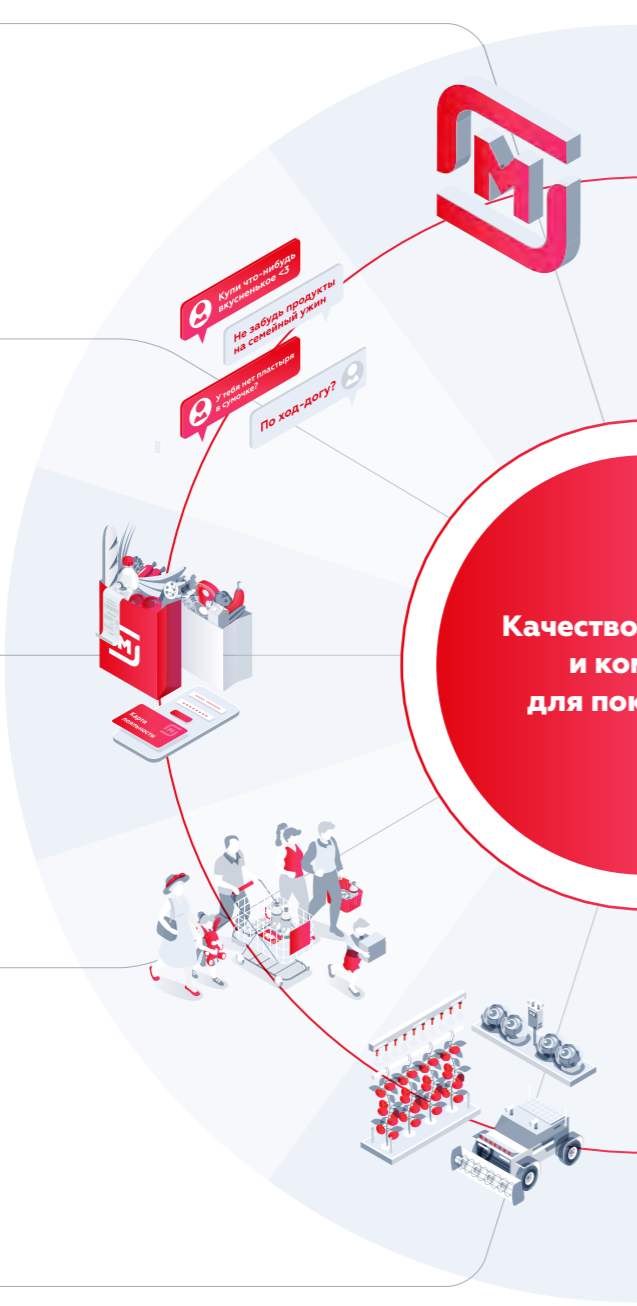 М
Купи что-нибудь
вкусненькое <3
Не забудь продукты
на семейный ужин
У тебя нет пластыря
в сумочке?
По ход-догу?
М
Карта
лояльности
М
Качество
и ко
для пок